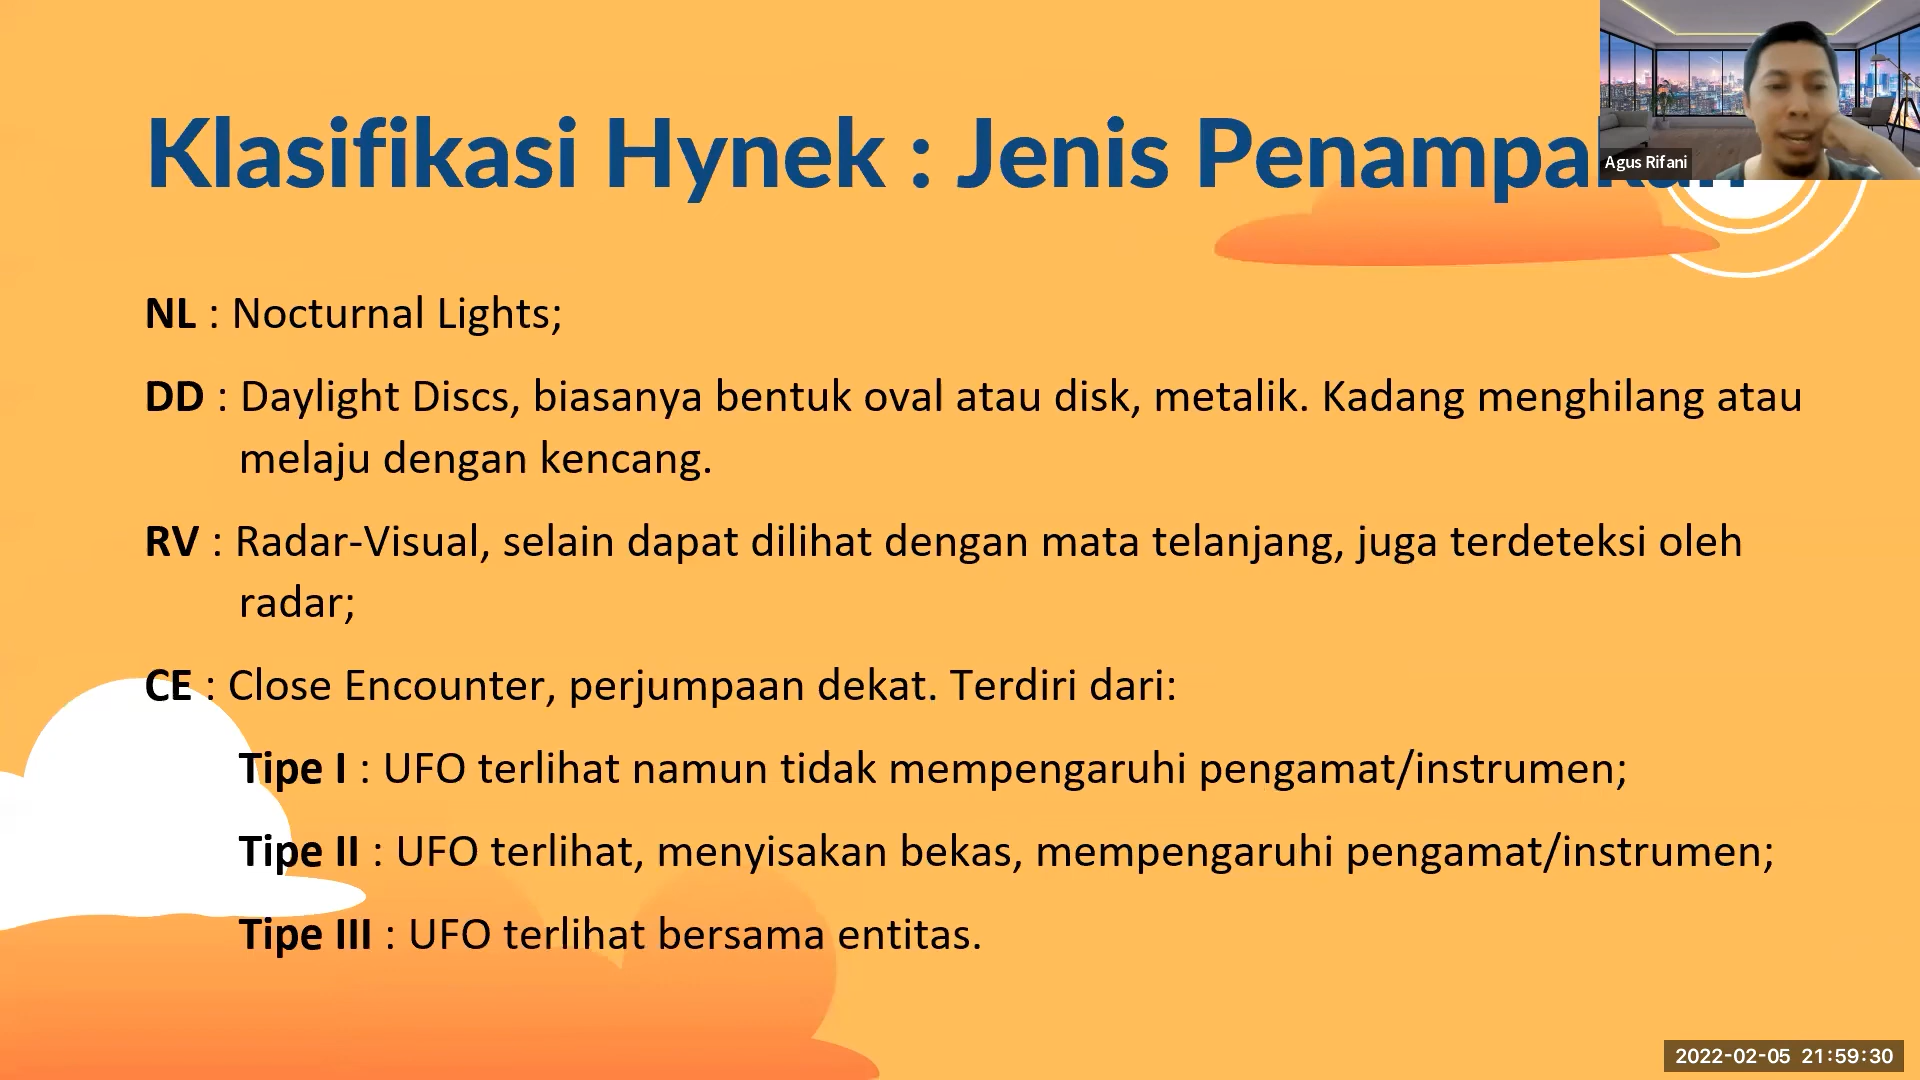 Klasifikasi Hynek : Jenis Penampakan
Agus Rifani
NL : Nocturnal Lights;
DD : Daylight Discs, biasanya bentuk oval atau disk, metalik. Kadang menghilang atau
melaju dengan kencang.
RV : Radar-Visual, selain dapat dilihat dengan mata telanjang, juga terdeteksi oleh
radar;
CE : Close Encounter, perjumpaan dekat. Terdiri dari:
Tipe I : UFO terlihat namun tidak mempengaruhi pengamat/instrumen;
Tipe II : UFO terlihat, menyisakan bekas, mempengaruhi pengamat/instrumen;
Tipe III : UFO terlihat bersama entitas.
2022-02-05 21:59:30